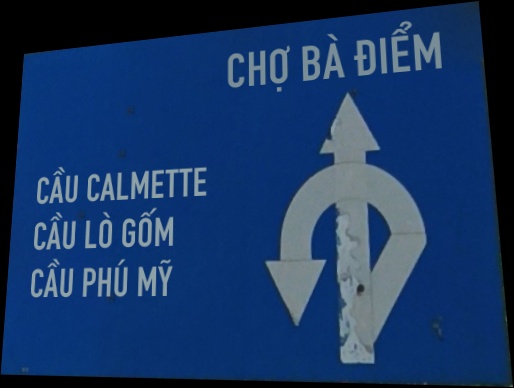 CHỢ BÀ ĐIỂM
CẦU CALMETTE
CẦU LÒ GỐM
CẦU PHÚ MỸ